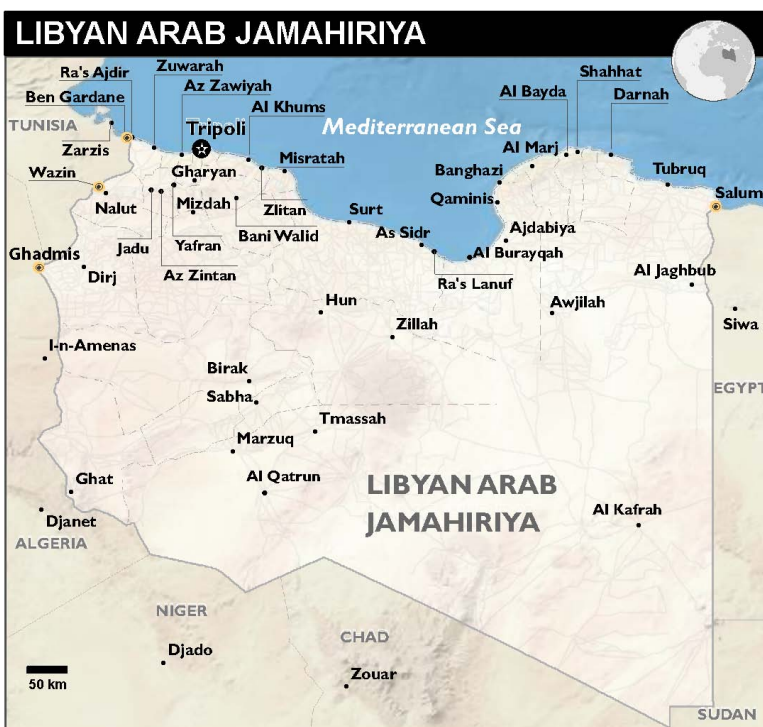 LIBYAN ARAB JAMAHIRIYA
Ra's Ajdir
Zuwarah
Az Zawiyah
Ben Gardane
Al Khums
Shahhat
Al Bayda
Darnah
TUNISIA
Tripoli
Mediterranean Sea
Zarzis
Al Marj
Misratah
Gharyan
Banghazi
Tubruq
Wazin
Salum
Nalut
Mizdah
Zlitan
Qaminis
Surt
Jadu
Yafran
Bani Walid
As Sidr
Ajdabiya
Ghadmis
Al Burayqah
Dirj
Az Zintan
Al Jaghbub
Ra's Lanuf
Hun
Awjilah
Zillah
Siwa
I-n-Amenas
Birak
EGYPT
Sabha
Tmassah
Marzuq
Ghat
Al Qatrun
LIBYAN ARAB
JAMAHIRIYA
Al Kafrah
Djanet
ALGERIA
NIGER
CHAD
Djado
Zouar
50 km
SUDAN